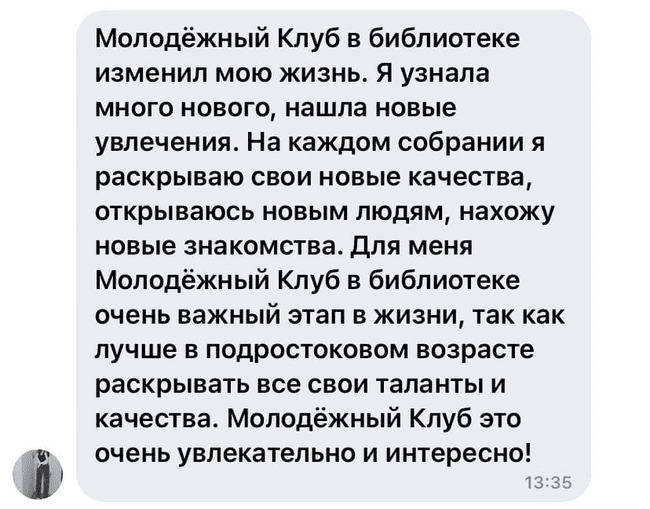 Молодёжный Клуб в библиотеке
изменил мою жизнь. Я узнала
много нового, нашла новые
увлечения. На каждом собрании я
раскрываю свои новые качества,
открываюсь новым людям, нахожу
новые знакомства. Для меня
Молодёжный Клуб в библиотеке
очень важный этап в жизни, так как
лучше в подростоковом возрасте
раскрывать все свои таланты и
качества. Молодёжный Клуб это
очень увлекательно и интересно!
13:35